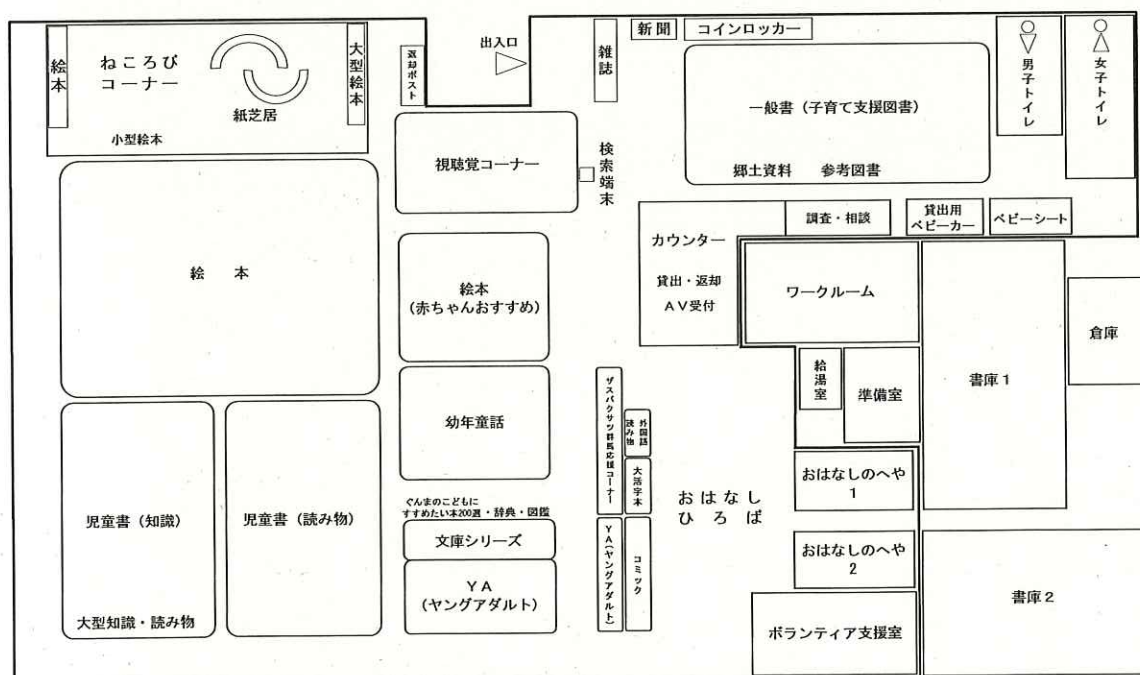 絵本
ねころび
コーナー
紙芝居
大型絵本
小型絵本
返却ポスト
出入口
雑誌
新聞
コインロッカー
一般書（子育て支援図書）
郷土資料　参考図書
男子トイレ
女子トイレ
視聴覚コーナー
検索端末
カウンター
貸出・返却
ＡＶ受付
調査・相談
貸出用
ベビーカー
ベビーシート
絵　本
絵本
（赤ちゃんおすすめ）
ワークルーム
書庫１
倉庫
給湯室
準備室
幼年童話
ザスパクサツ群馬応援コーナー
外国語
読み物
大活字本
おはなし
ひろば
おはなしのへや
1
児童書（知識）
大型知識・読み物
児童書（読み物）
ぐんまのこどもに
すすめたい本200選・辞典・図鑑
文庫シリーズ
ＹＡ
（ヤングアダルト）
ＹＡ（ヤングアダルト）
コミック
おはなしのへや
2
ボランティア支援室
書庫２